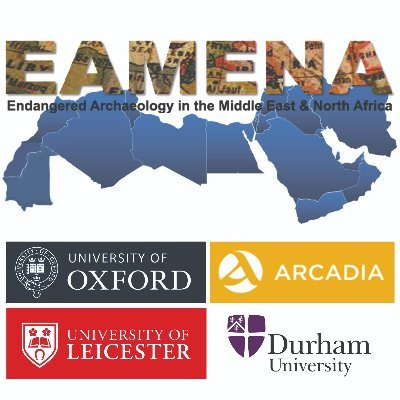 EAMENA
Endangered Archaeology in the Middle East & North Africa
UNIVERSITY OF
OXFORD
ARCADIA
UNIVERSITY OF
LEICESTER
Durham
University